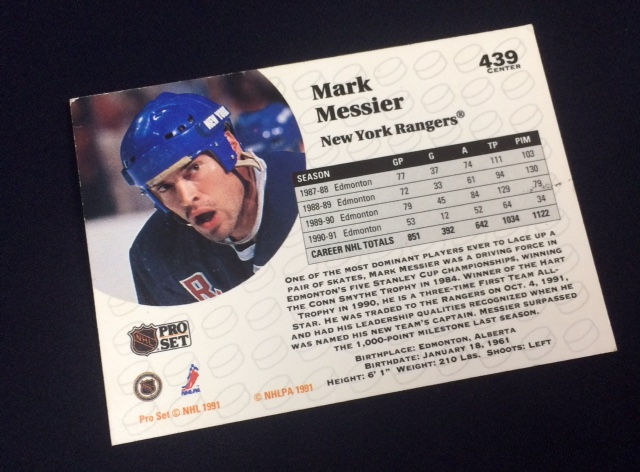 439
CENTER
Mark
Messier
New York Rangers®
NEW YORK
R
SEASON GP G A TP PIM
1987-88 Edmonton 77 37 74 111 103
1988-89 Edmonton 72 33 61 94 130
1989-90 Edmonton 79 45 84 129 79
1990-91 Edmonton 53 12 52 64 34
CAREER NHL TOTALS 851 392 642 1034 1122
ONE OF THE MOST DOMINANT PLAYERS EVER TO LACE UP A
PAIR OF SKATES, MARK MESSIER WAS A DRIVING FORCE IN
EDMONTON'S FIVE STANLEY CUP CHAMPIONSHIPS, WINNING
THE CONN SMYTHE TROPHY IN 1984. WINNER OF THE HART
TROPHY IN 1990, HE IS A THREE-TIME FIRST TEAM ALL-
STAR. HE WAS TRADED TO THE RANGERS ON OCT. 4, 1991,
AND HAD HIS LEADERSHIP QUALITIES RECOGNIZED WHEN HE
WAS NAMED HIS NEW TEAM'S CAPTAIN. MESSIER SURPASSED
THE 1,000-POINT MILESTONE LAST SEASON.
BIRTHPLACE: EDMONTON, ALBERTA
BIRTHDATE: JANUARY 18, 1961
HEIGHT: 6' 1" WEIGHT: 210 LBS. SHOOTS: LEFT
NHL
PRO
SET
Pro Set © NHL 1991
© NHLPA 1991